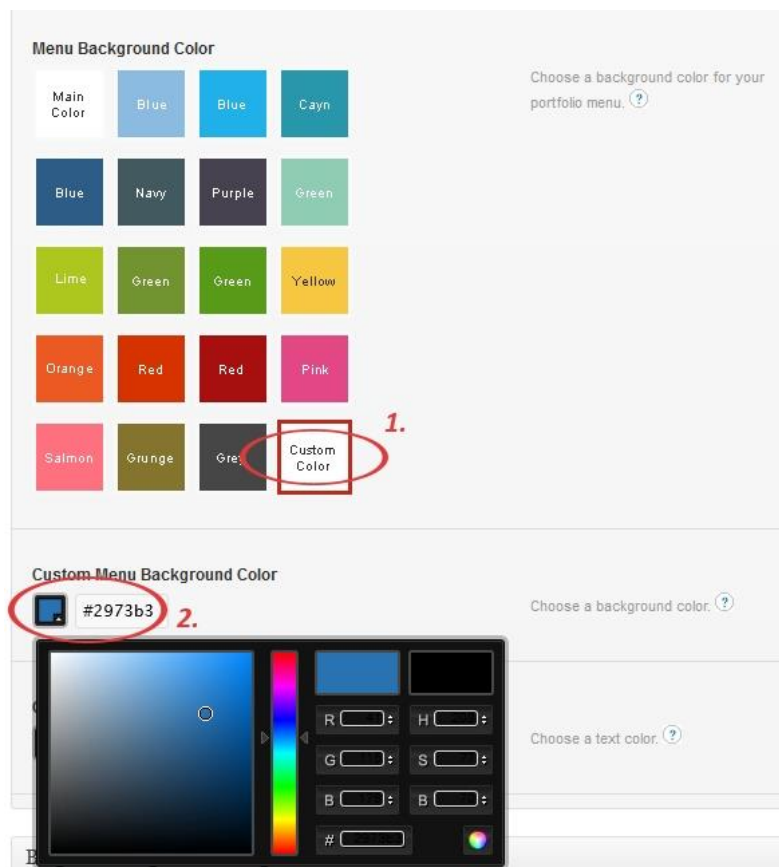 Menu Background Color
Choose a background color for your
portfolio menu. ?
Main
Color
Blue
Blue
Cayn
Blue
Navy
Purple
Green
Lime
Green
Green
Yellow
Orange
Red
Red
Pink
Salmon
Grunge
Grey
Custom
Color
1.
Custom Menu Background Color
#2973b3
2.
Choose a background color. ?
R
H
Choose a text color. ?
G
S
B
B
#
B